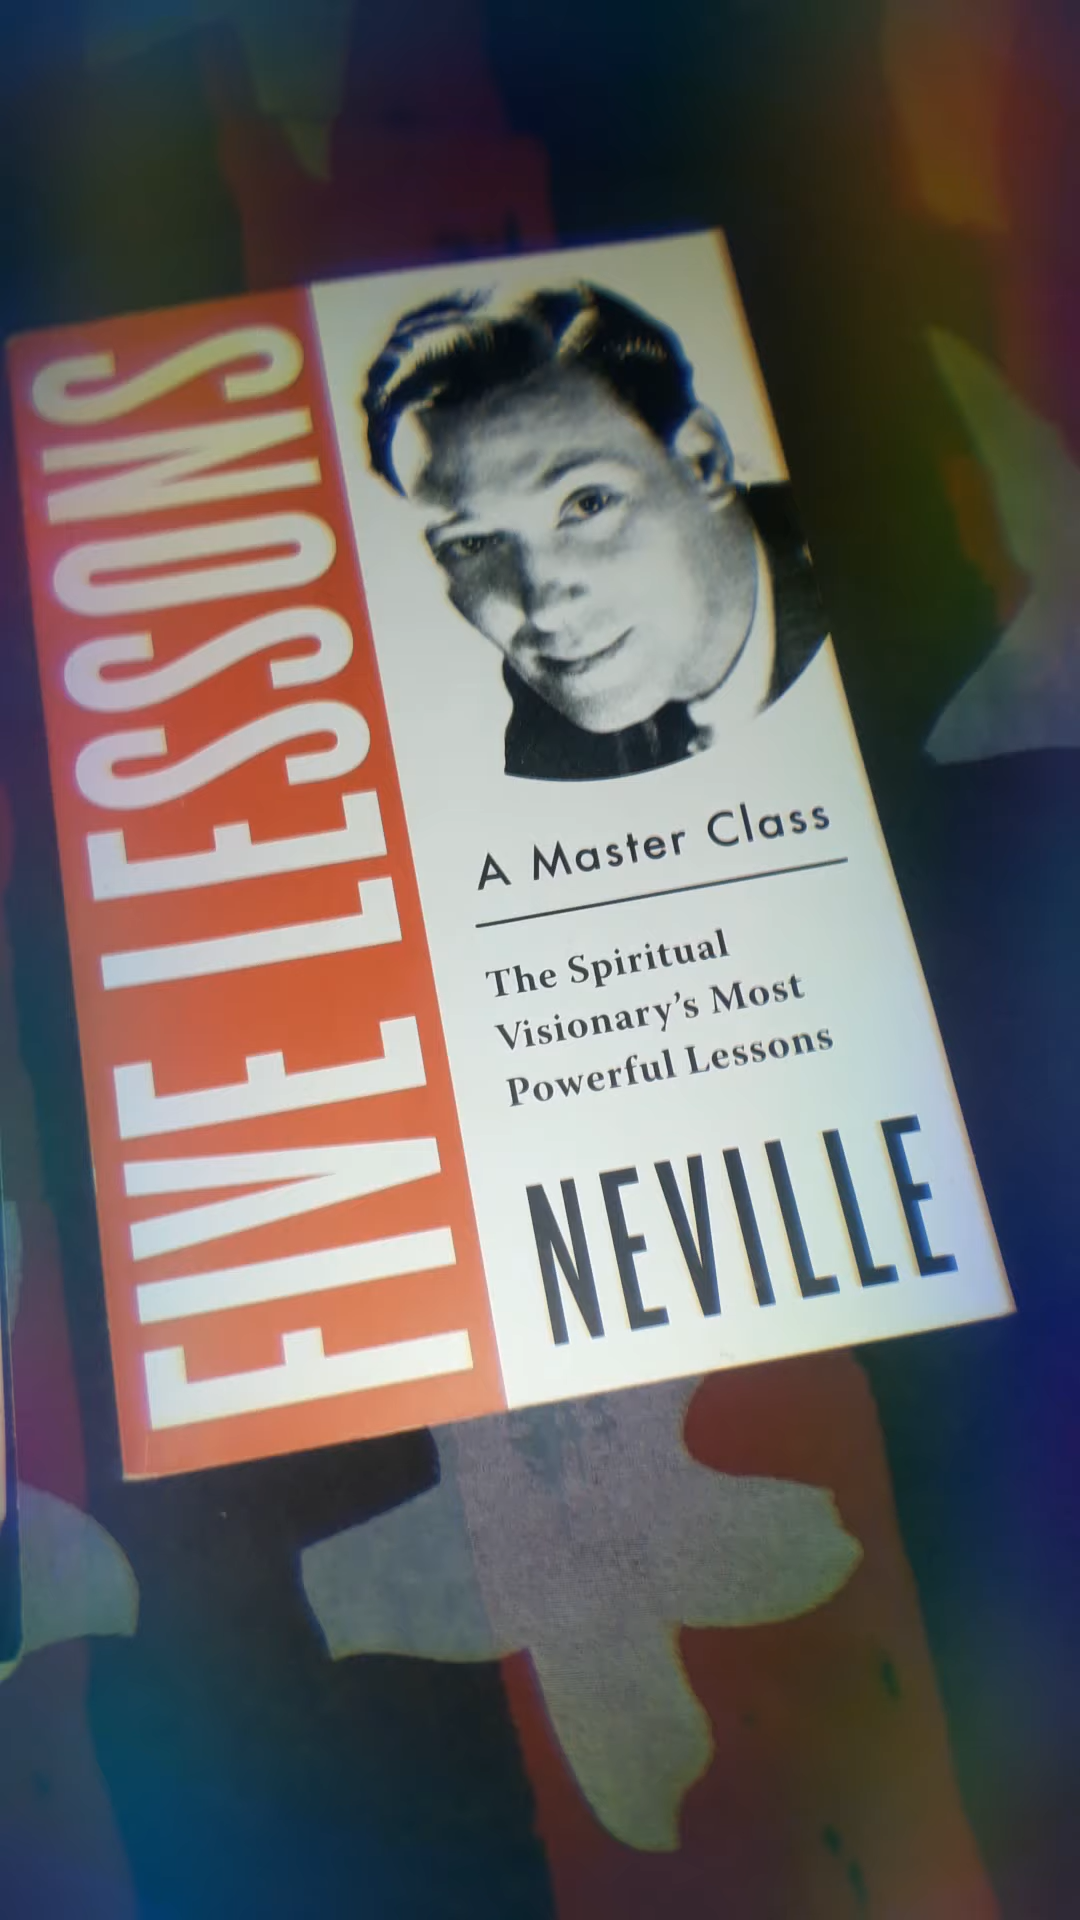 FIVE LESSONS
A Master Class
The Spiritual
Visionary's Most
Powerful Lessons
NEVILLE